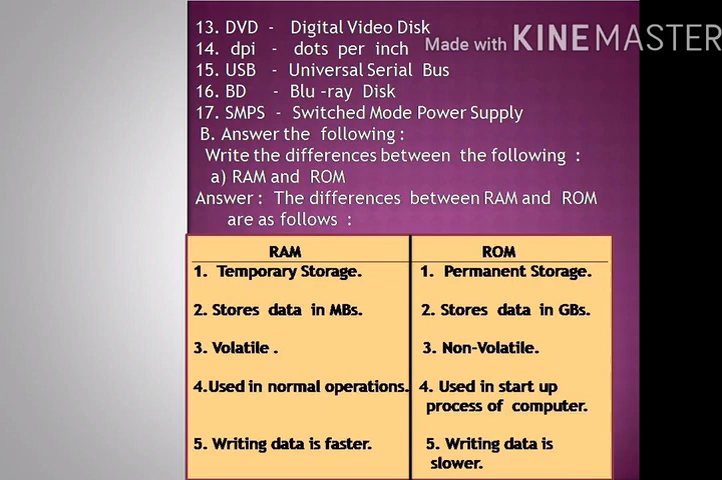 13. DVD - Digital Video Disk
14. dpi - dots per inch
Made with KINEMASTER
15. USB - Universal Serial Bus
16. BD - Blu -ray Disk
17. SMPS - Switched Mode Power Supply
B. Answer the following :
Write the differences between the following :
a) RAM and ROM
Answer : The differences between RAM and ROM
are as follows :
RAM
1. Temporary Storage.
2. Stores data in MBs.
3. Volatile .
4.Used in normal operations.
5. Writing data is faster.
ROM
1. Permanent Storage.
2. Stores data in GBs.
3. Non-Volatile.
4. Used in start up
process of computer.
5. Writing data is
slower.